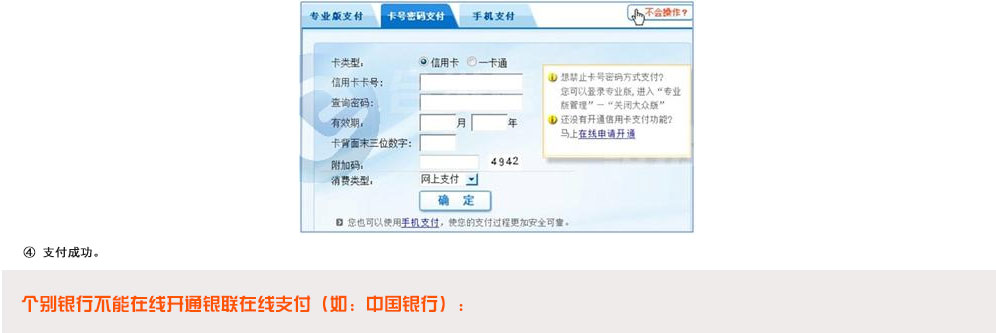 专业版支付 卡号密码支付 手机支付 不会操作?
卡类型: 信用卡 一卡通
信用卡卡号:
查询密码:
有效期: 月 年
卡背面末三位数字:
附加码: 4942
消费类型: 网上支付
确 定
想禁止卡号密码方式支付?
您可以登录专业版,进入“专业
版管理”－“关闭大众版”
还没有开通信用卡支付功能?
马上在线申请开通
您也可以使用手机支付，使您的支付过程更加安全可靠。
④ 支付成功。
个别银行不能在线开通银联在线支付（如：中国银行）：